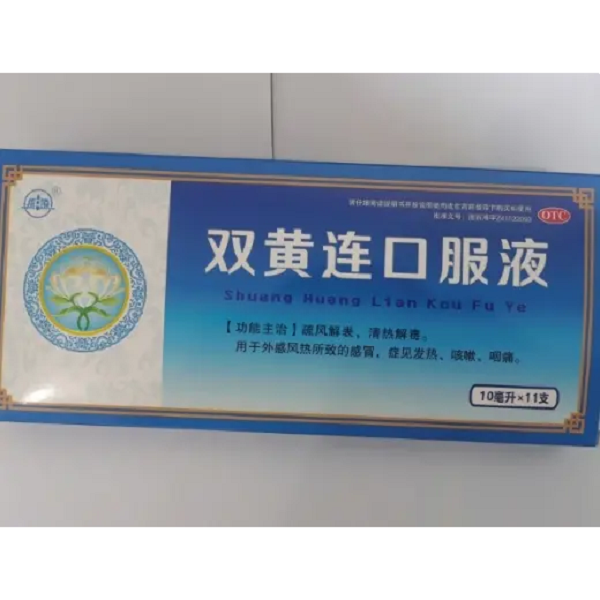 OTC
双黄连口服液
Shuang Huang Lian Kou Fu Ye
【功能主治】疏风解表，清热解毒。
用于外感风热所致的感冒，症见发热、咳嗽、咽痛。
10毫升×11支